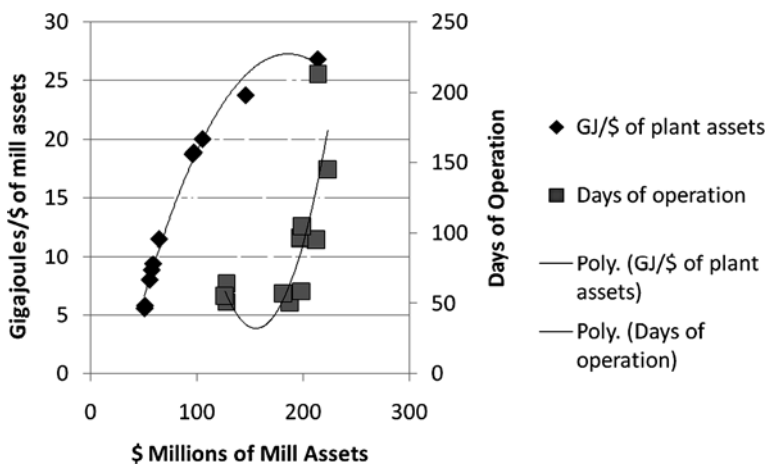 Gigajoules/$ of mill assets
30
25
20
15
10
5
0
250
200
150
100
50
0
Days of Operation
0 100 200 300
$ Millions of Mill Assets
GJ/$ of plant assets
Days of operation
Poly. (GJ/$ of plant
assets)
Poly. (Days of
operation)